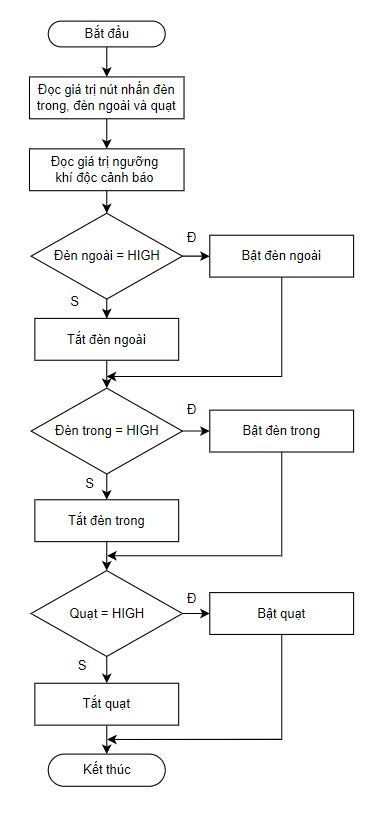 Bắt đầu
Đọc giá trị nút nhấn đèn
trong, đèn ngoài và quạt
Đọc giá trị ngưỡng
khí độc cảnh báo
Đèn ngoài = HIGH
Đ
Bật đèn ngoài
S
Tắt đèn ngoài
Đèn trong = HIGH
Đ
Bật đèn trong
S
Tắt đèn trong
Quạt = HIGH
Đ
Bật quạt
S
Tắt quạt
Kết thúc